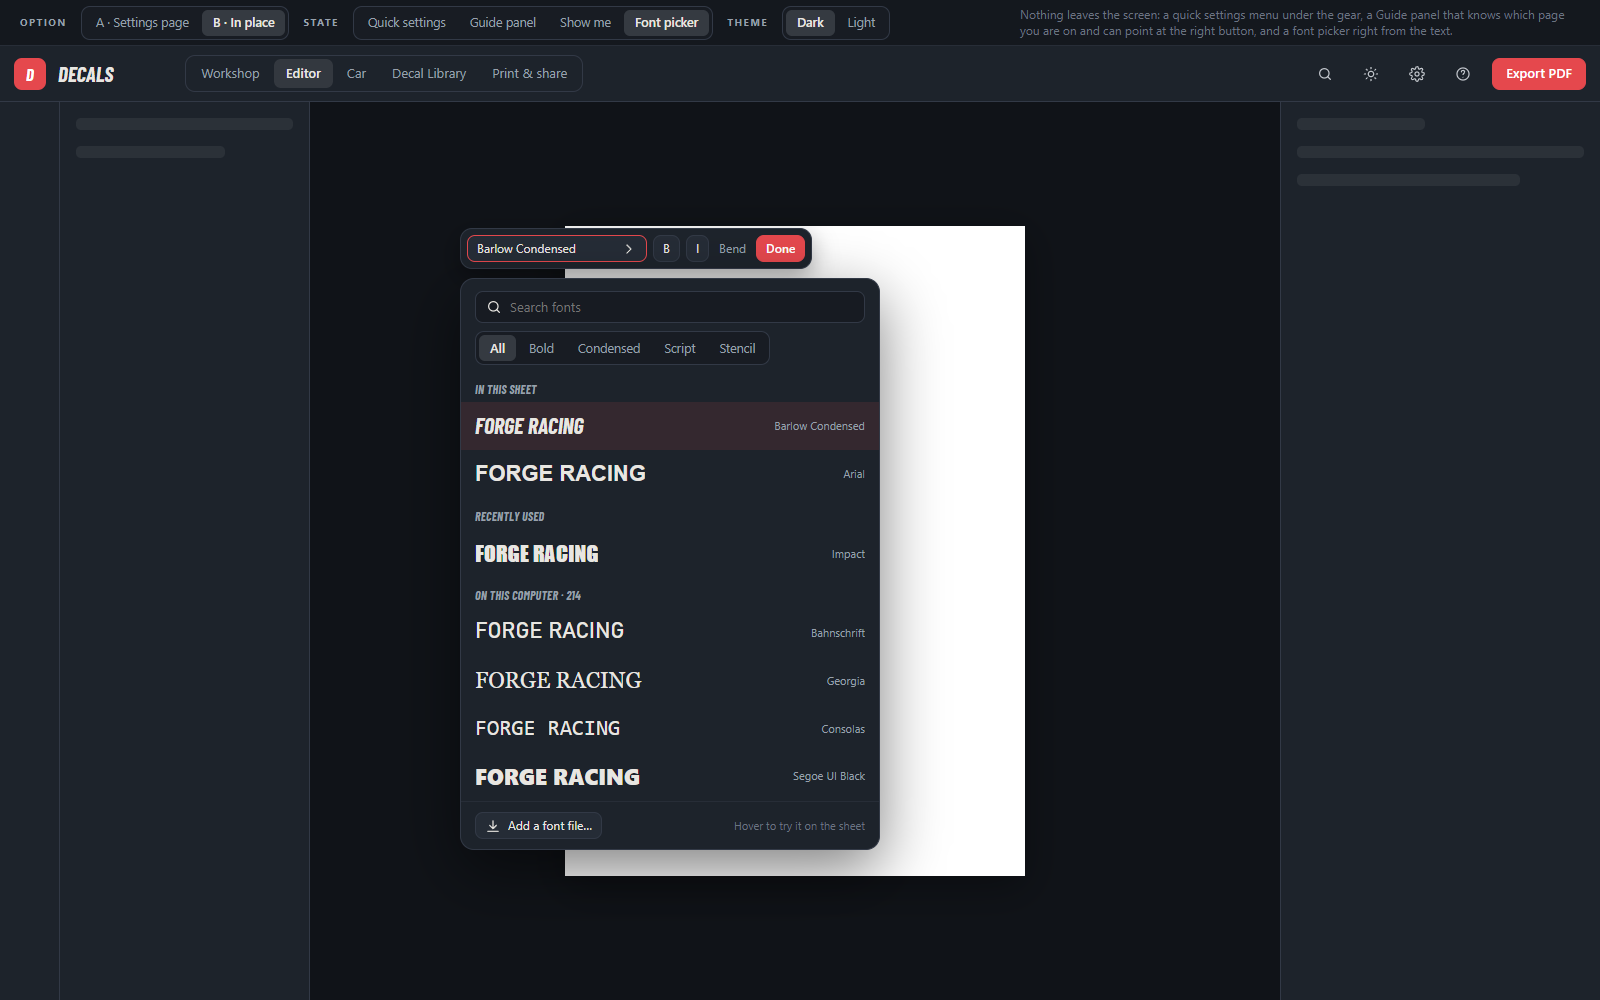 OPTION A · Settings page B · In place STATE Quick settings Guide panel Show me Font picker THEME Dark Light
Nothing leaves the screen: a quick settings menu under the gear, a Guide panel that knows which page
you are on and can point at the right button, and a font picker right from the text.
D DECALS Workshop Editor Car Decal Library Print & share Export PDF
Barlow Condensed B I Bend Done
Search fonts
All Bold Condensed Script Stencil
IN THIS SHEET
FORGE RACING Barlow Condensed
FORGE RACING Arial
RECENTLY USED
FORGE RACING Impact
ON THIS COMPUTER · 214
FORGE RACING Bahnschrift
FORGE RACING Georgia
FORGE RACING Consolas
FORGE RACING Segoe UI Black
Add a font file... Hover to try it on the sheet